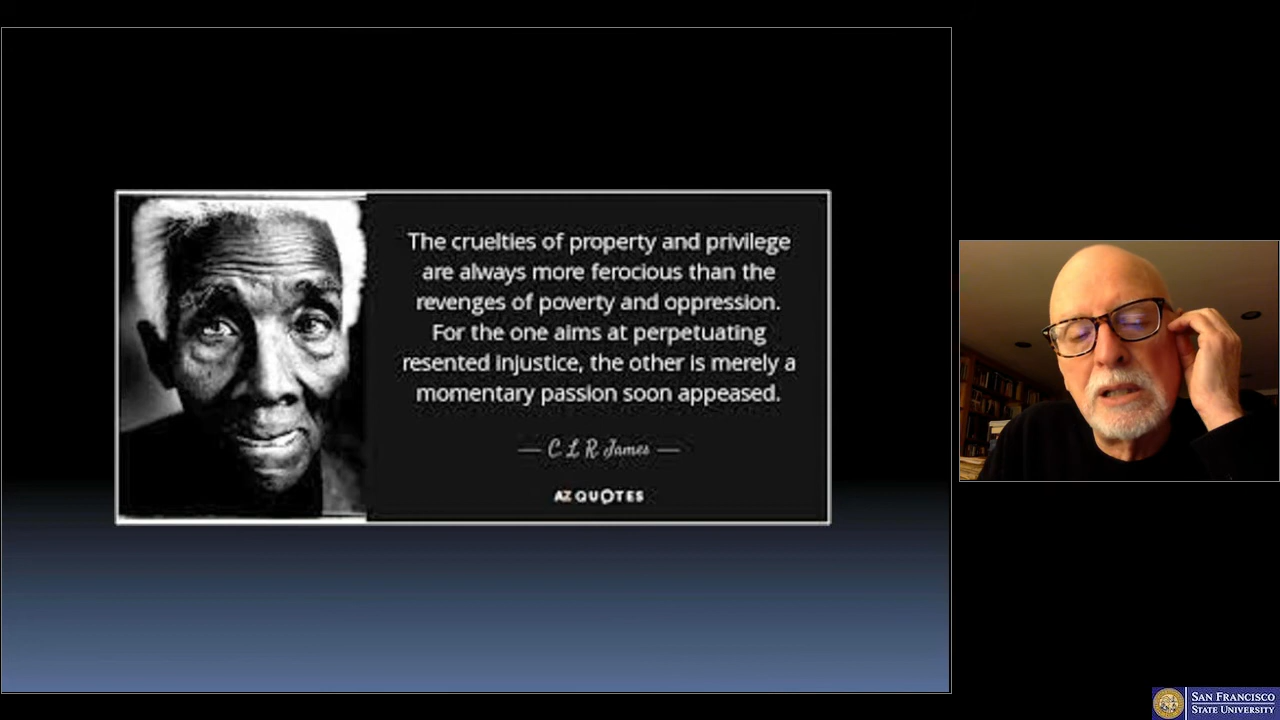 The cruelties of property and privilege
are always more ferocious than the
revenges of poverty and oppression.
For the one aims at perpetuating
resented injustice, the other is merely a
momentary passion soon appeased.
— C L R James —
AZ QUOTES
SAN FRANCISCO
STATE UNIVERSITY